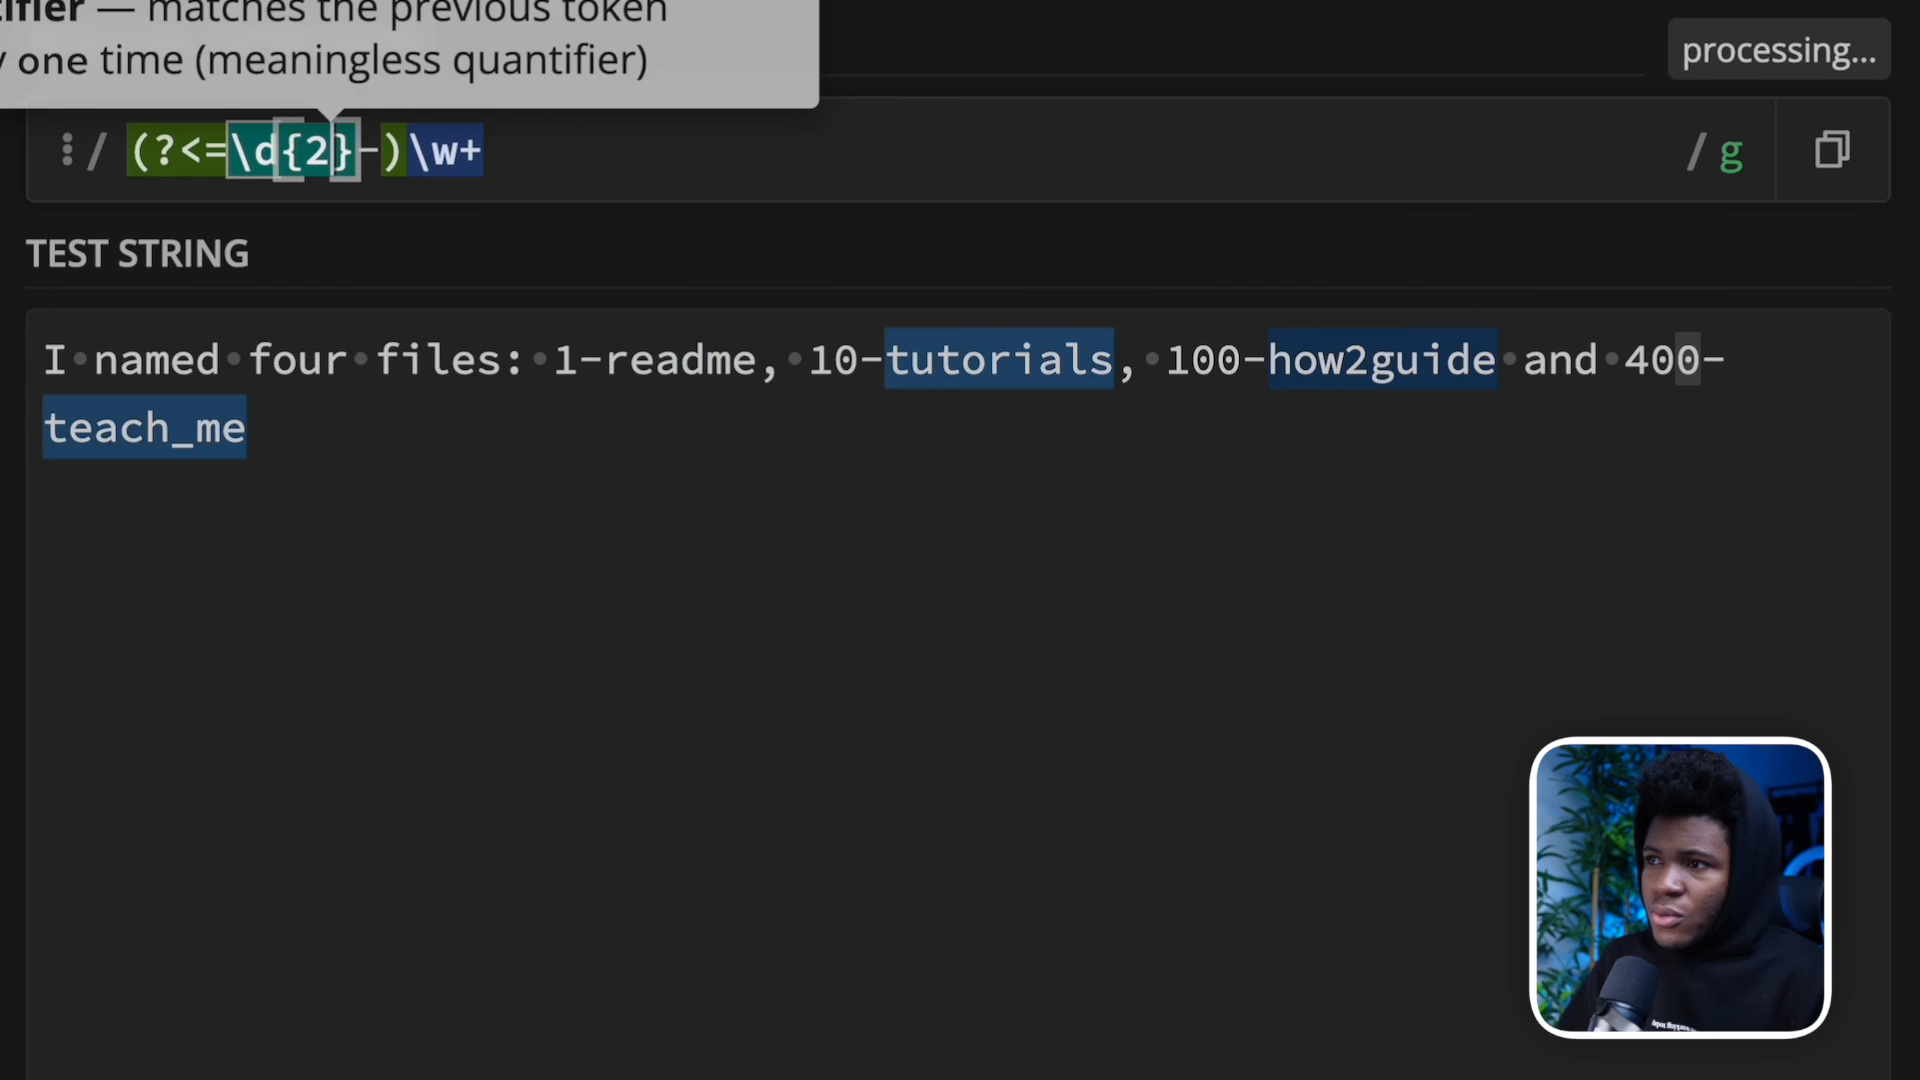 ifier — matches the previous token
y one time (meaningless quantifier)
processing...
/ (?<=\d{2}-)\w+ / g
TEST STRING
I named four files: 1-readme, 10-tutorials, 100-how2guide and 400-
teach_me